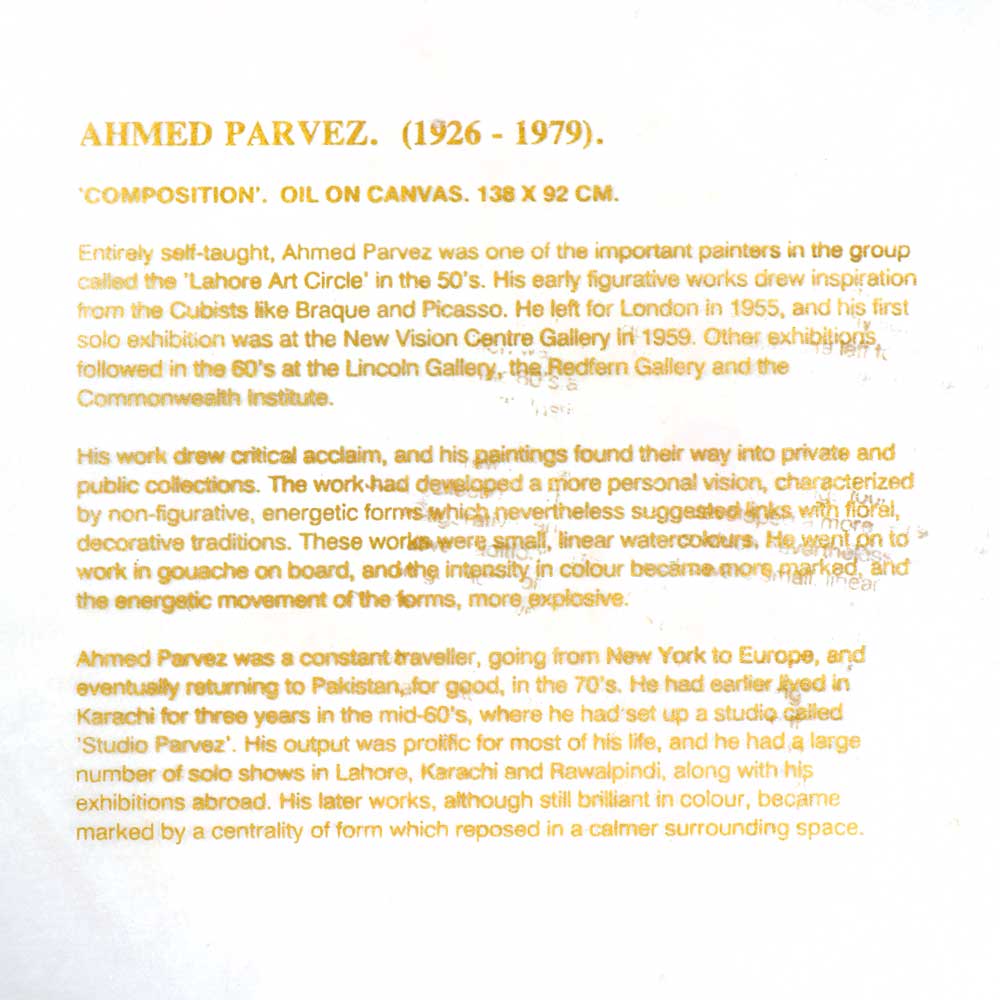 AHMED PARVEZ. (1926 - 1979).
'COMPOSITION'. OIL ON CANVAS. 138 X 92 CM.
Entirely self-taught, Ahmed Parvez was one of the important painters in the group
called the 'Lahore Art Circle' in the 50's. His early figurative works drew inspiration
from the Cubists like Braque and Picasso. He left for London in 1955, and his first
solo exhibition was at the New Vision Centre Gallery in 1959. Other exhibitions
followed in the 60's at the Lincoln Gallery, the Redfern Gallery and the
Commonwealth Institute.
His work drew critical acclaim, and his paintings found their way into private and
public collections. The work had developed a more personal vision, characterized
by non-figurative, energetic forms which nevertheless suggested links with floral,
decorative traditions. These works were small, linear watercolours. He went on to
work in gouache on board, and the intensity in colour became more marked, and
the energetic movement of the forms, more explosive.
Ahmed Parvez was a constant traveller, going from New York to Europe, and
eventually returning to Pakistan, for good, in the 70's. He had earlier lived in
Karachi for three years in the mid-60's, where he had set up a studio called
'Studio Parvez'. His output was prolific for most of his life, and he had a large
number of solo shows in Lahore, Karachi and Rawalpindi, along with his
exhibitions abroad. His later works, although still brilliant in colour, became
marked by a centrality of form which reposed in a calmer surrounding space.